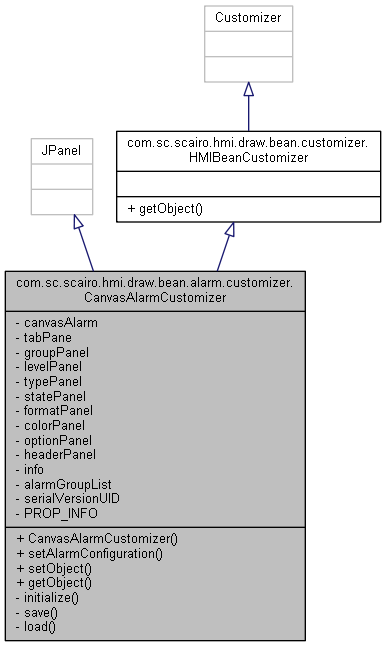 Customizer
com.sc.scairo.hmi.draw.bean.customizer.
HMIBeanCustomizer
+ getObject()
JPanel
com.sc.scairo.hmi.draw.bean.alarm.customizer.
CanvasAlarmCustomizer
- canvasAlarm
- tabPane
- groupPanel
- levelPanel
- typePanel
- statePanel
- formatPanel
- colorPanel
- optionPanel
- headerPanel
- info
- alarmGroupList
- serialVersionUID
- PROP_INFO
+ CanvasAlarmCustomizer()
+ setAlarmConfiguration()
+ setObject()
+ getObject()
- initialize()
- save()
- load()